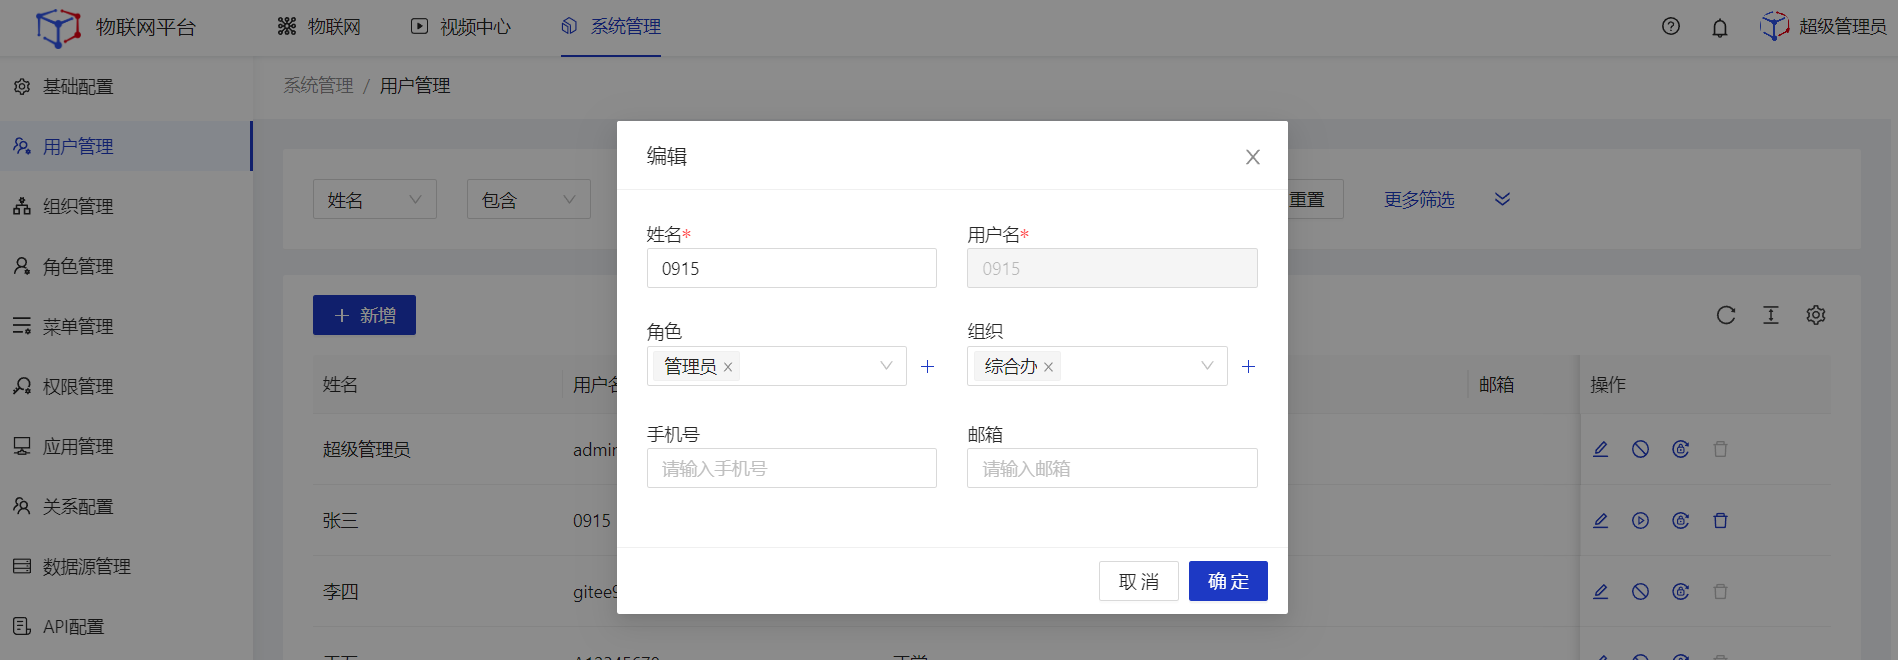 物联网平台
物联网
视频中心
系统管理
超级管理员
基础配置
用户管理
组织管理
角色管理
菜单管理
权限管理
应用管理
关系配置
数据源管理
API配置
系统管理 / 用户管理
姓名
包含
重置
更多筛选
+ 新增
姓名
邮箱
操作
超级管理员
张三
0915
李四
编辑
姓名*
用户名*
0915
0915
角色
组织
管理员 ×
综合办 ×
手机号
邮箱
请输入手机号
请输入邮箱
取 消
确 定